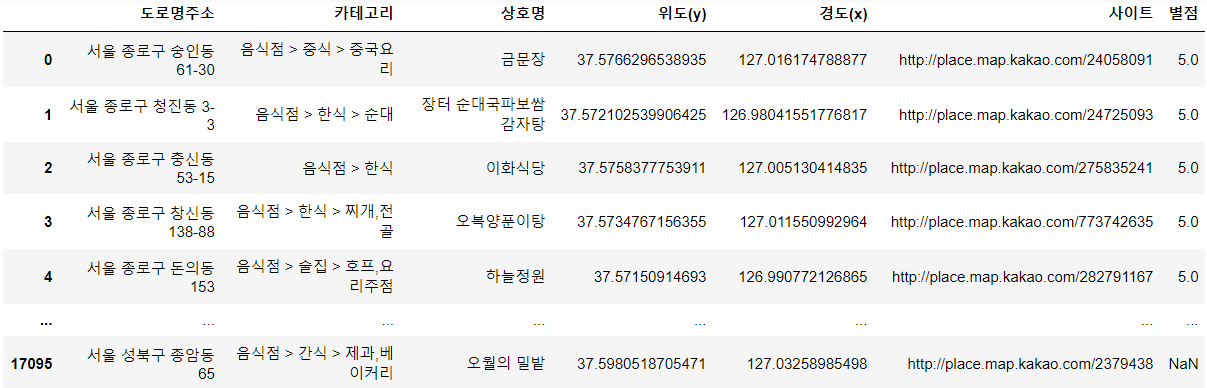 도로명주소 카테고리 상호명 위도(y) 경도(x) 사이트 별점
0 서울 종로구 숭인동 61-30 음식점 > 중식 > 중국요리 금문장 37.5766296538935 127.016174788877 http://place.map.kakao.com/24058091 5.0
1 서울 종로구 청진동 3-3 음식점 > 한식 > 순대 장터 순대국파보쌈감자탕 37.572102539906425 126.98041551776817 http://place.map.kakao.com/24725093 5.0
2 서울 종로구 충신동 53-15 음식점 > 한식 이화식당 37.5758377753911 127.005130414835 http://place.map.kakao.com/275835241 5.0
3 서울 종로구 창신동 138-88 음식점 > 한식 > 찌개,전골 오복양푼이탕 37.5734767156355 127.011550992964 http://place.map.kakao.com/773742635 5.0
4 서울 종로구 돈의동 153 음식점 > 술집 > 호프,요리주점 하늘정원 37.57150914693 126.990772126865 http://place.map.kakao.com/282791167 5.0
... ... ... ... ... ... ... ...
17095 서울 성북구 종암동 65 음식점 > 간식 > 제과,베이커리 오월의 밀밭 37.5980518705471 127.03258985498 http://place.map.kakao.com/2379438 NaN